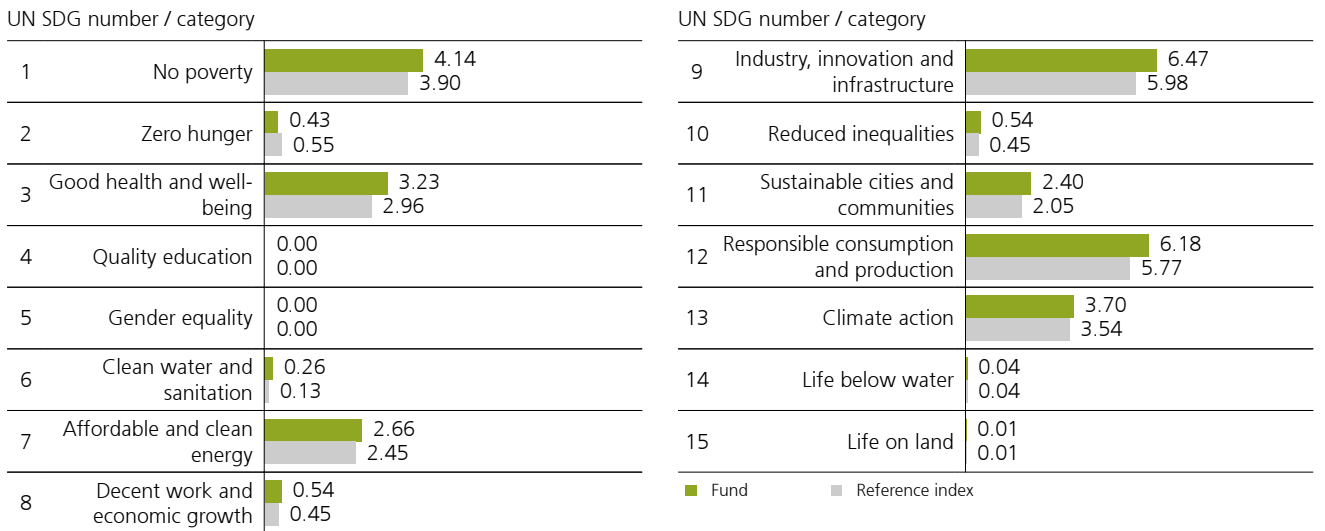 UN SDG number / category
1
No poverty
4.14
3.90
2
Zero hunger
0.43
0.55
3
Good health and well-
being
3.23
2.96
4
Quality education
0.00
0.00
5
Gender equality
0.00
0.00
6
Clean water and
sanitation
0.26
0.13
7
Affordable and clean
energy
2.66
2.45
8
Decent work and
economic growth
0.54
0.45
UN SDG number / category
9
Industry, innovation and
infrastructure
6.47
5.98
10
Reduced inequalities
0.54
0.45
11
Sustainable cities and
communities
2.40
2.05
12
Responsible consumption
and production
6.18
5.77
13
Climate action
3.70
3.54
14
Life below water
0.04
0.04
15
Life on land
0.01
0.01
Fund
Reference index